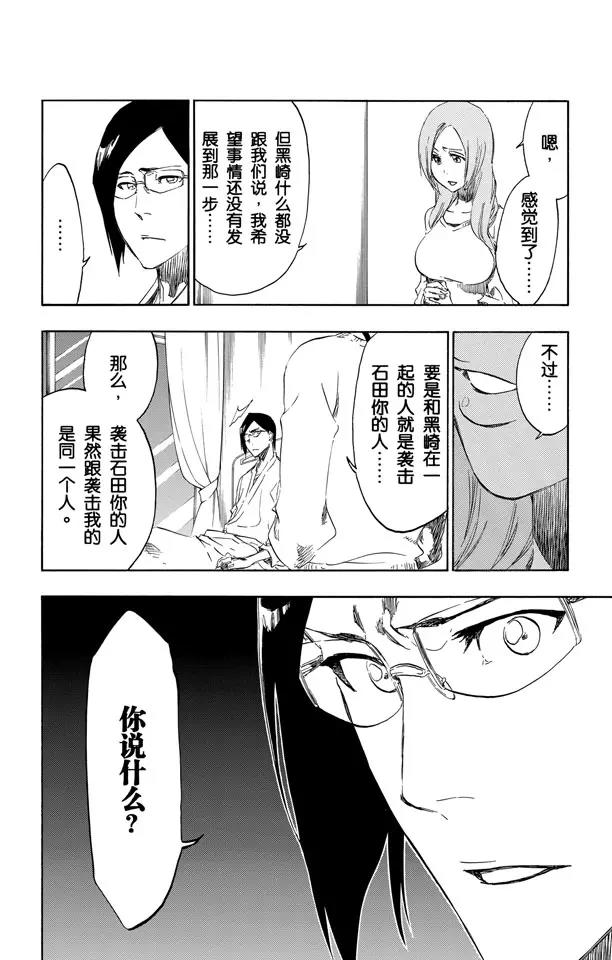 嗯，
感觉到了…
但黑崎什么都没
跟我们说，我希
望事情还没有发
展到那一步……
……
不过……
要是和黑崎在一
起的人就是袭击
石田你的人……
那么，
袭击石田你的人
果然跟袭击我的
是同一个人。
你说什么？